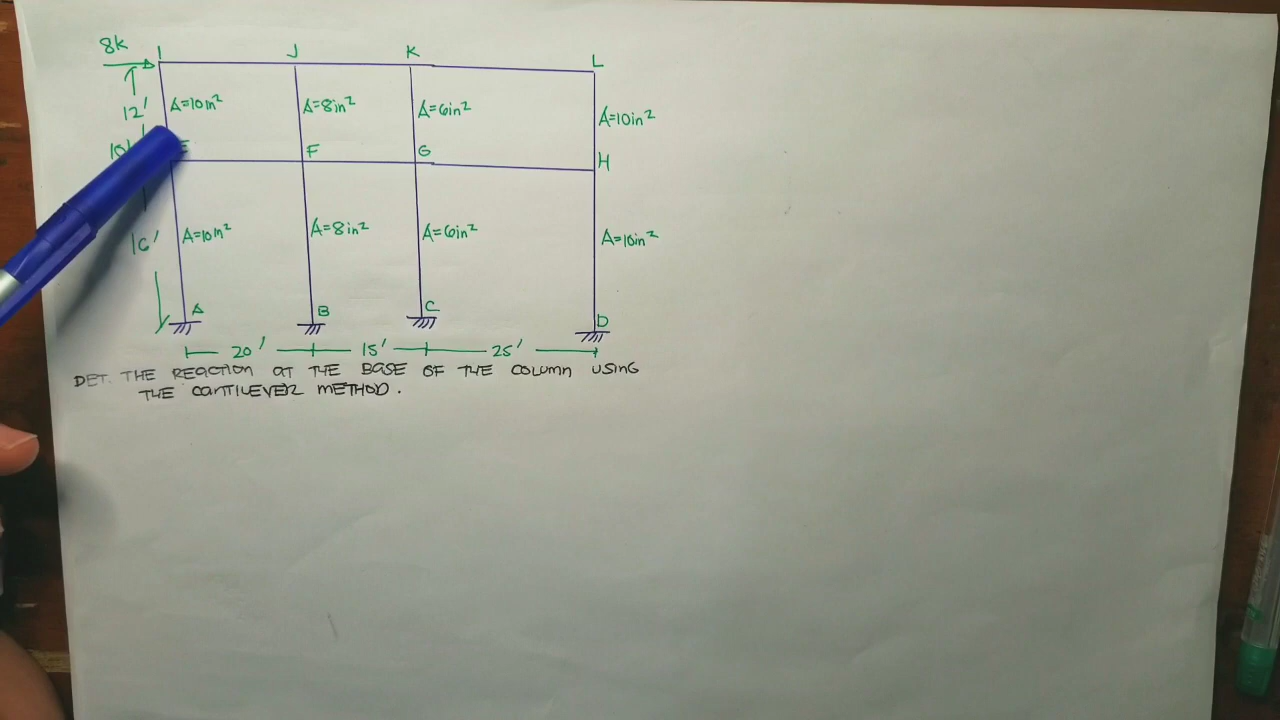 8k I J K L
12' A=10in² A=8in² A=6in² A=10in²
F G H
16' A=10in² A=8in² A=6in² A=10in²
A B C D
20' 15' 25'
DET. THE REACTION AT THE BASE OF THE COLUMN USING
THE CANTILEVER METHOD.